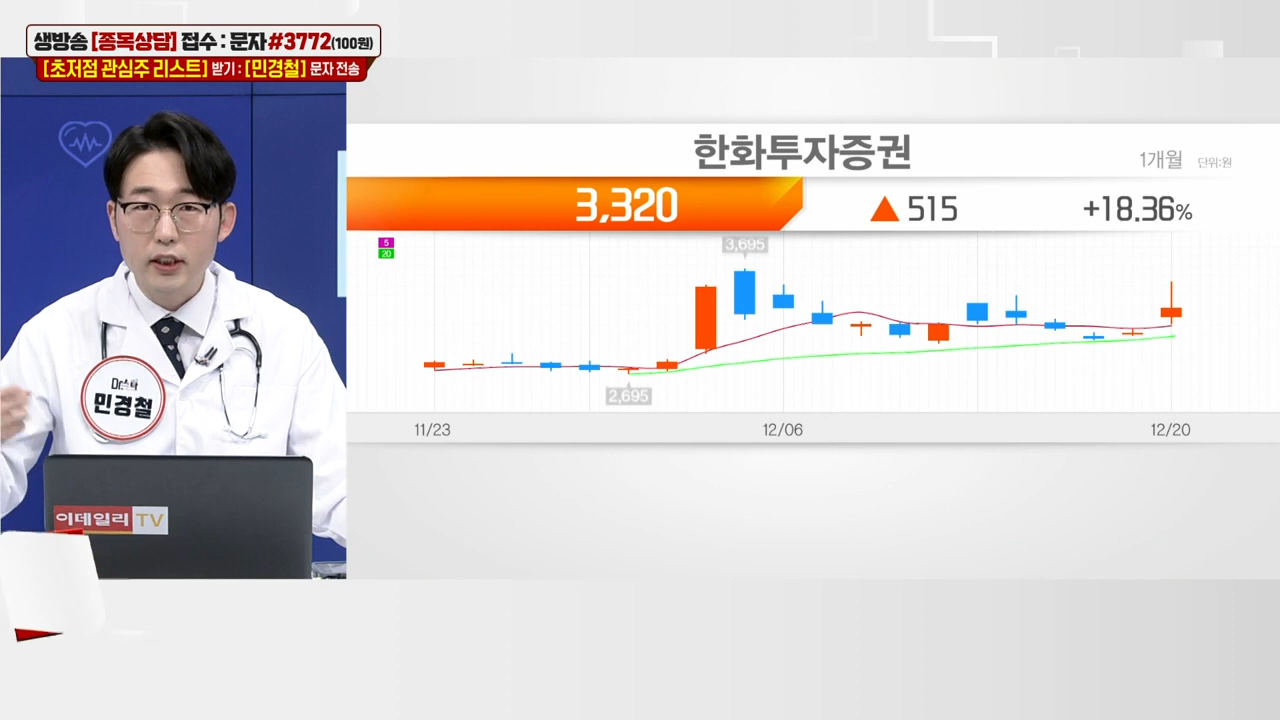 생방송 [종목상담] 접수 : 문자#3772(100원)
[초저점 관심주 리스트] 받기 : [민경철] 문자 전송
한화투자증권
1개월 단위:원
3,320 ▲ 515 +18.36%
5
20
3,695
2,695
11/23 12/06 12/20
Dr.스탁
민경철
이데일리 TV